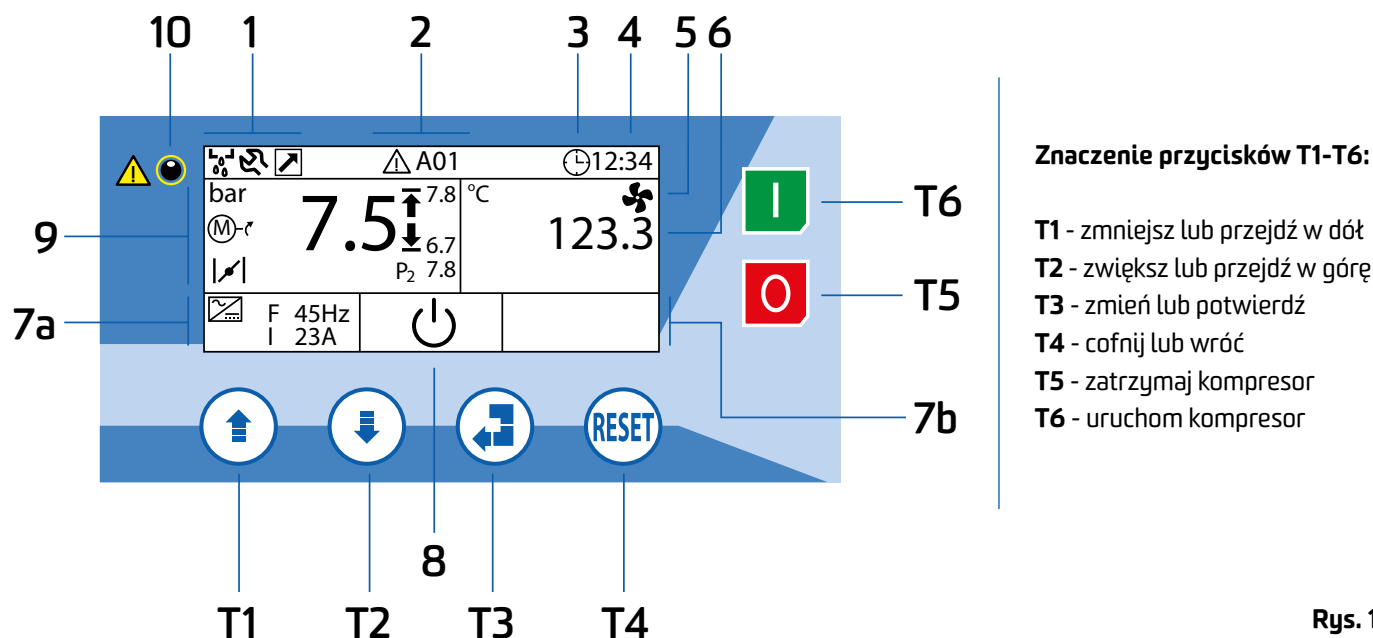 10 1 2 3 4 5 6
A01 12:34
bar 7.5 7.8 °C
M 6.7 123.3
P2 7.8
F 45Hz
I 23A
9
7a
T6
T5
7b
RESET
8
T1 T2 T3 T4
Znaczenie przycisków T1-T6:
T1 - zmniejsz lub przejdź w dół
T2 - zwiększ lub przejdź w górę
T3 - zmień lub potwierdź
T4 - cofnij lub wróć
T5 - zatrzymaj kompresor
T6 - uruchom kompresor
Rys. 1